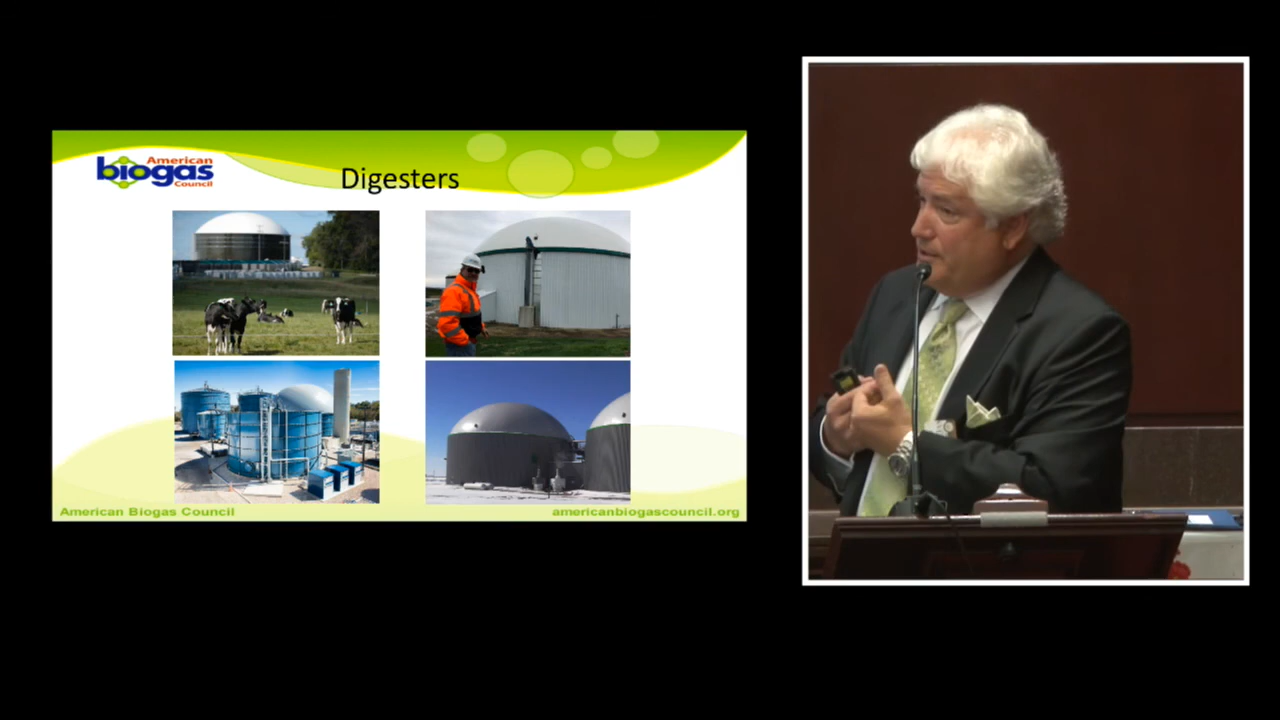 American
biogas
Council
Digesters
American Biogas Council
americanbiogascouncil.org